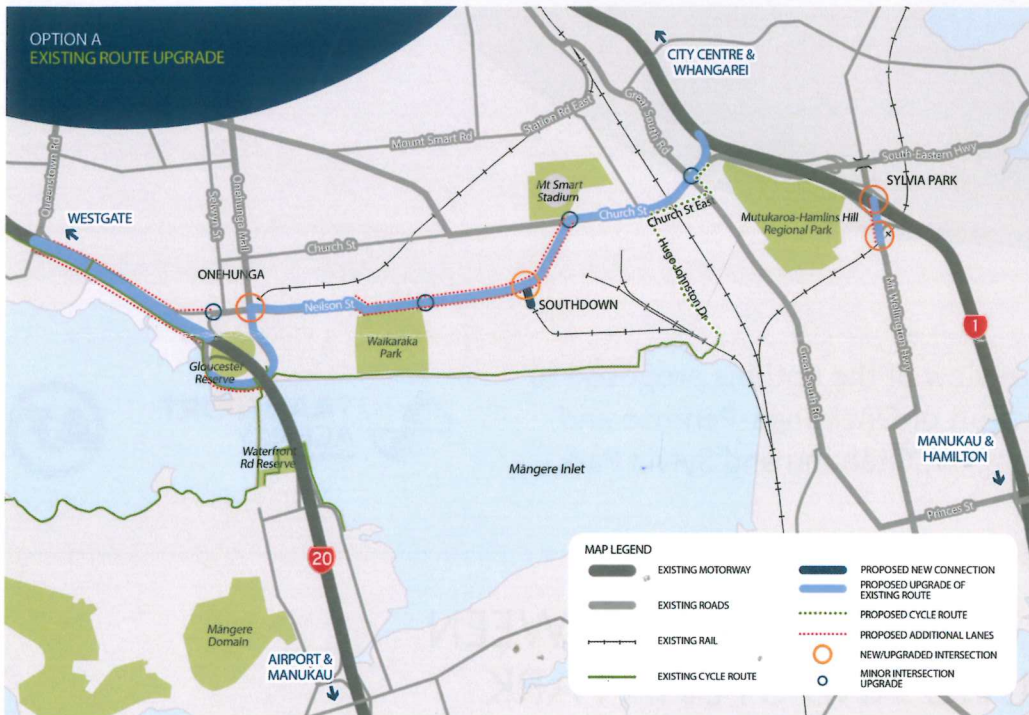 OPTION A
EXISTING ROUTE UPGRADE
CITY CENTRE &
WHANGAREI
Queenstown Rd
Selwyn St
Onehunga Mall
Mount Smart Rd
Station Rd East
Great South Rd
South-Eastern Hwy
SYLVIA PARK
WESTGATE
Mt Smart
Stadium
Church St
Church St East
Mutukaroa-Hamlins Hill
Regional Park
Church St
ONEHUNGA
Neilson St
SOUTHDOWN
Hugo Johnston Dr
Mt Wellington Hwy
1
Waikaraka
Park
Gloucester
Reserve
Great South Rd
Waterfront
Rd Reserve
Māngere Inlet
MANUKAU &
HAMILTON
Princes St
20
Māngere
Domain
AIRPORT &
MANUKAU
MAP LEGEND
EXISTING MOTORWAY
EXISTING ROADS
EXISTING RAIL
EXISTING CYCLE ROUTE
PROPOSED NEW CONNECTION
PROPOSED UPGRADE OF
EXISTING ROUTE
PROPOSED CYCLE ROUTE
PROPOSED ADDITIONAL LANES
NEW/UPGRADED INTERSECTION
MINOR INTERSECTION
UPGRADE